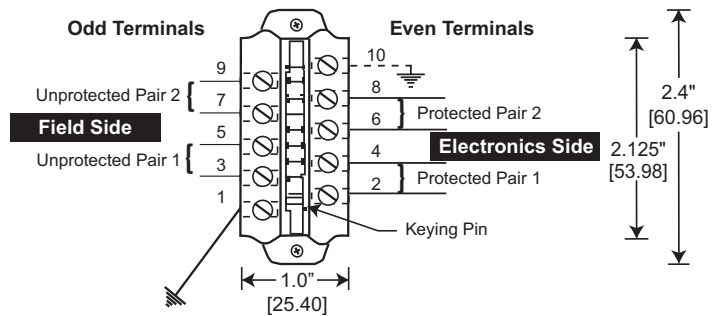 Odd Terminals
Even Terminals
9
10
8
Unprotected Pair 2 {
7
} Protected Pair 2
6
Field Side
5
Electronics Side
4
Unprotected Pair 1 {
3
} Protected Pair 1
2
1
Keying Pin
2.4"
[60.96]
2.125"
[53.98]
1.0”
[25.40]